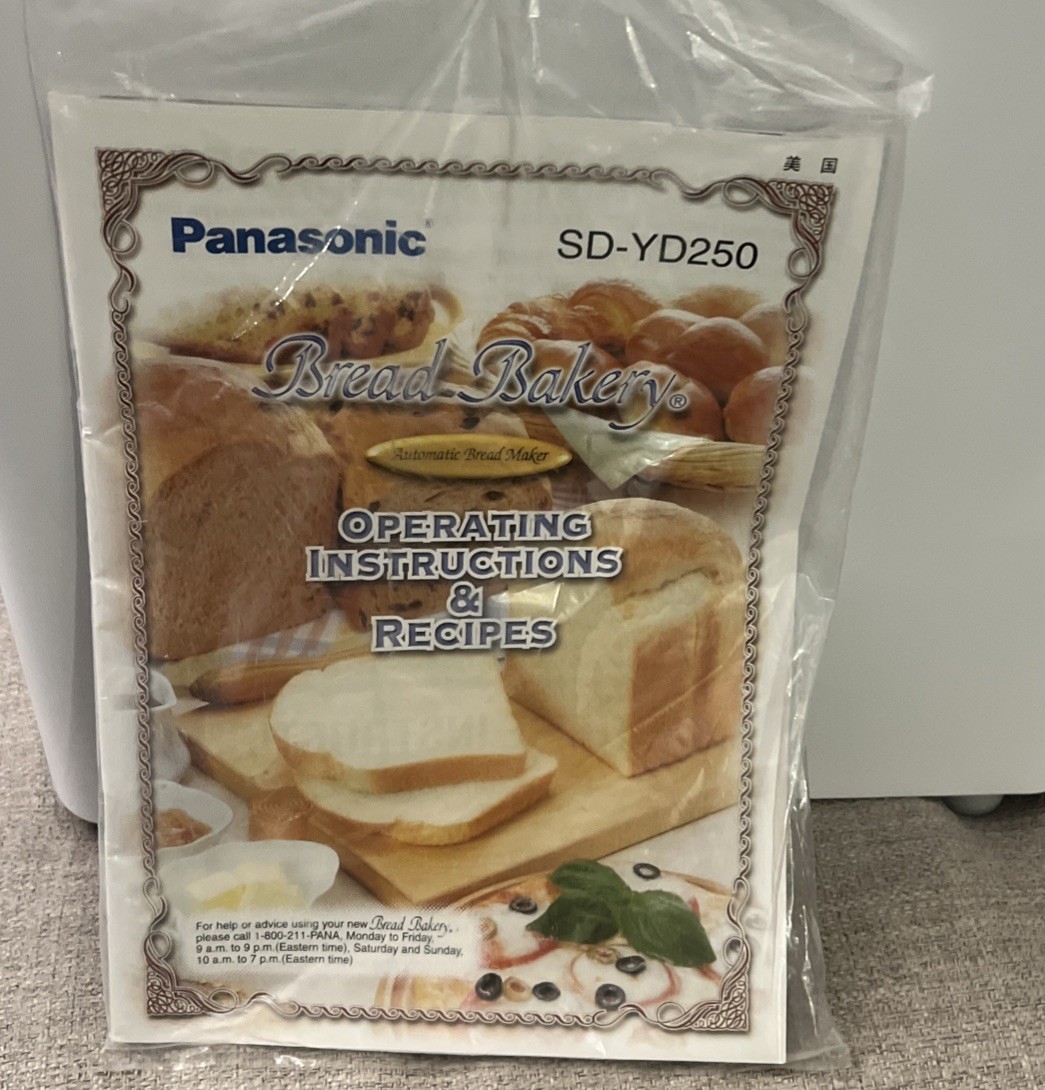 美 国
Panasonic®
SD-YD250
Bread Bakery®
Automatic Bread Maker
OPERATING
INSTRUCTIONS
&
RECIPES
For help or advice using your new Bread Bakery®,
please call 1-800-211-PANA, Monday to Friday,
9 a.m. to 9 p.m.(Eastern time), Saturday and Sunday,
10 a.m. to 7 p.m.(Eastern time)